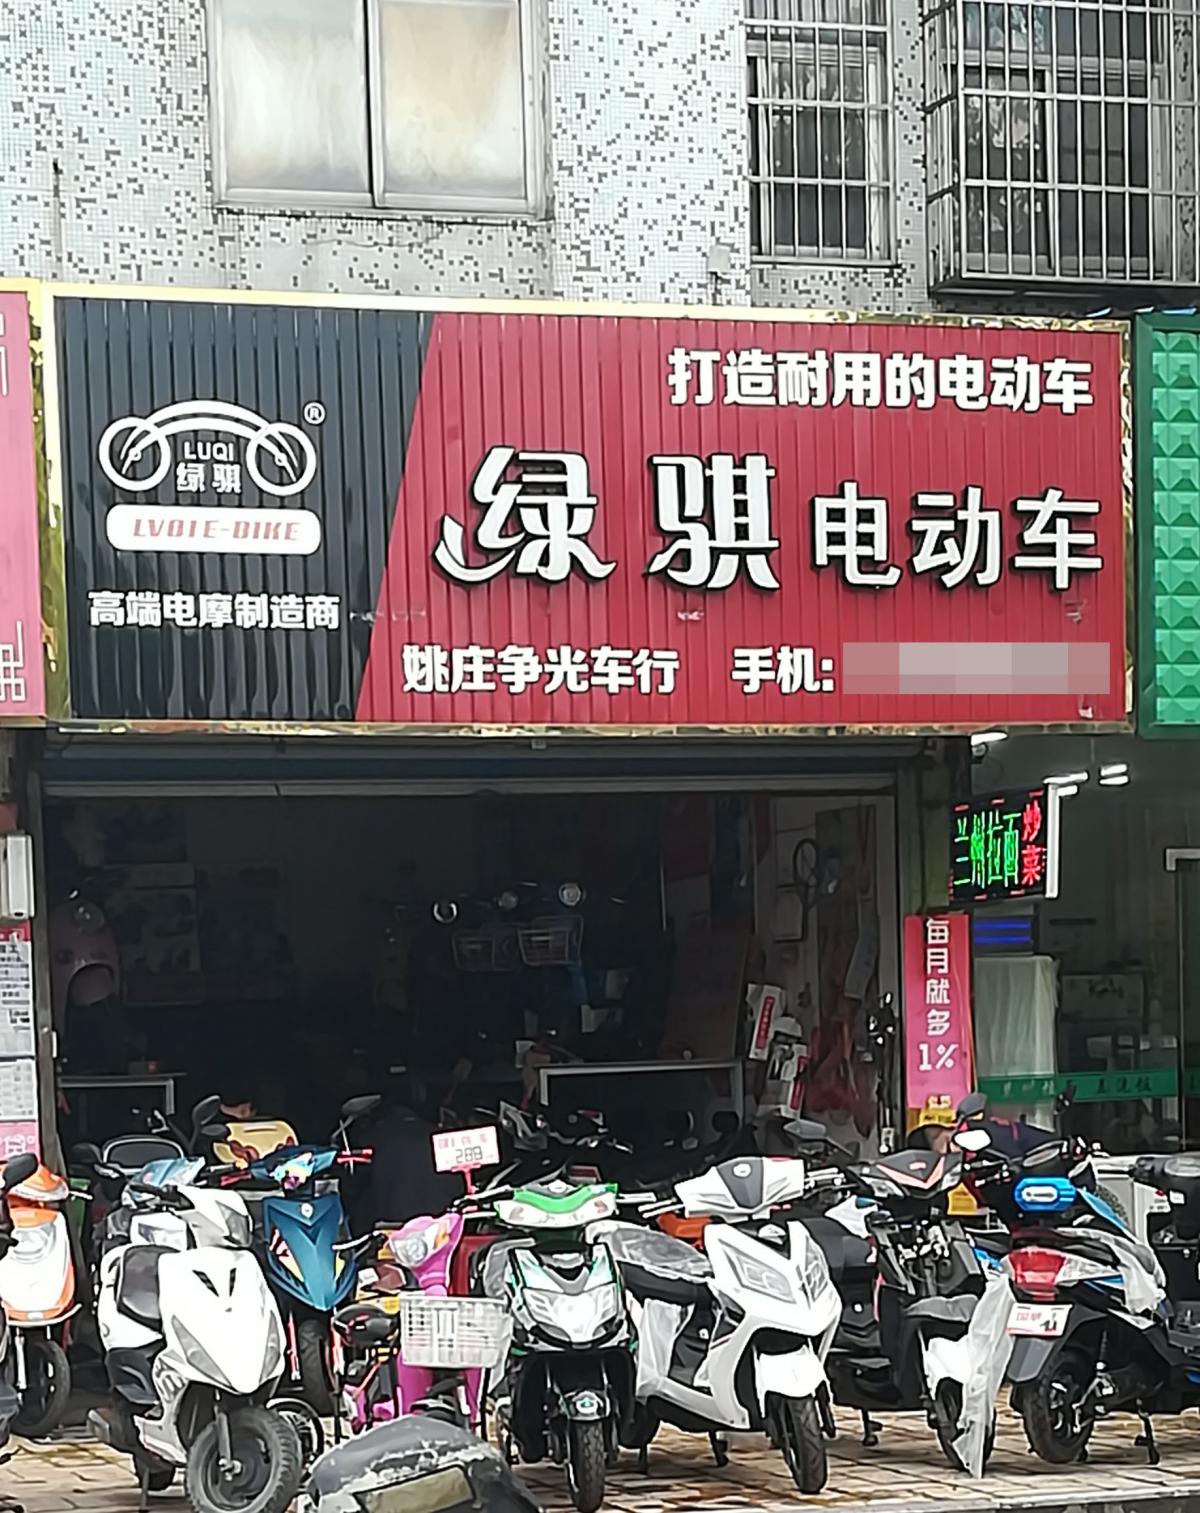 打造耐用的电动车
LUQI
绿骐
®
LVQIE-BIKE
绿骐电动车
高端电摩制造商
姚庄争光车行 手机:
兰州拉面
炒菜
每月就多
1%
289